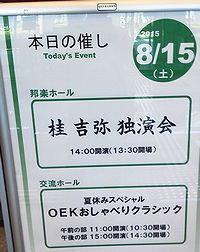 本日の催し
Today's Event
2015
8/15
(土)
邦楽ホール
桂 吉弥 独演会
14:00開演(13:30開場)
交流ホール
夏休みスペシャル
OEKおしゃべりクラシック
午前の部 11:00開演(10:30開場)
午後の部 15:00開演(14:30開場)